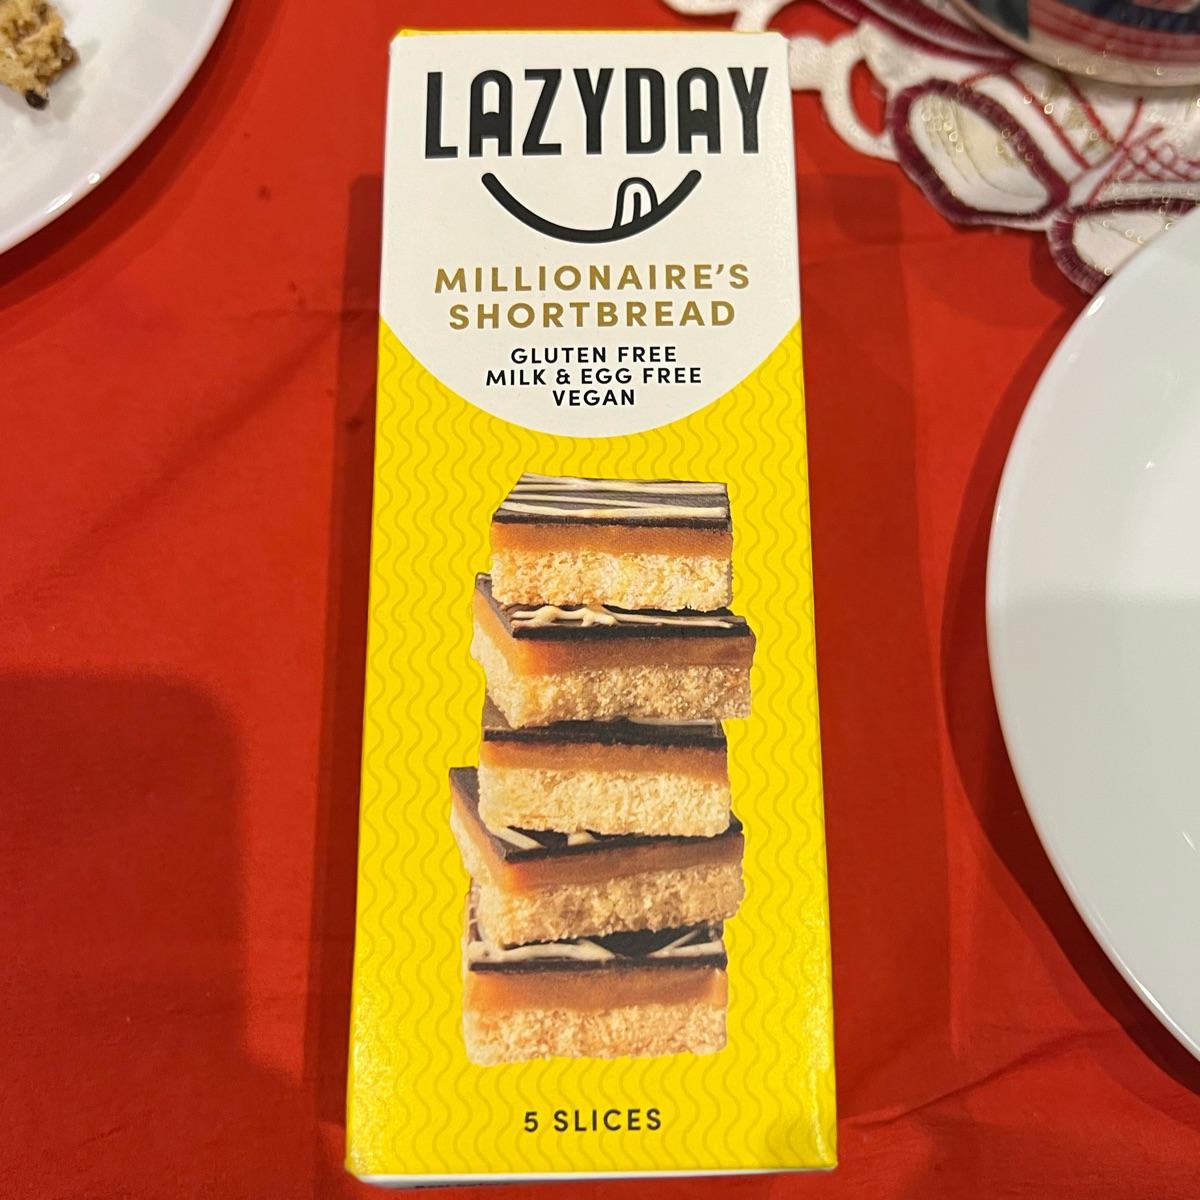 LAZYDAY
MILLIONAIRE'S
SHORTBREAD
GLUTEN FREE
MILK & EGG FREE
VEGAN
5 SLICES